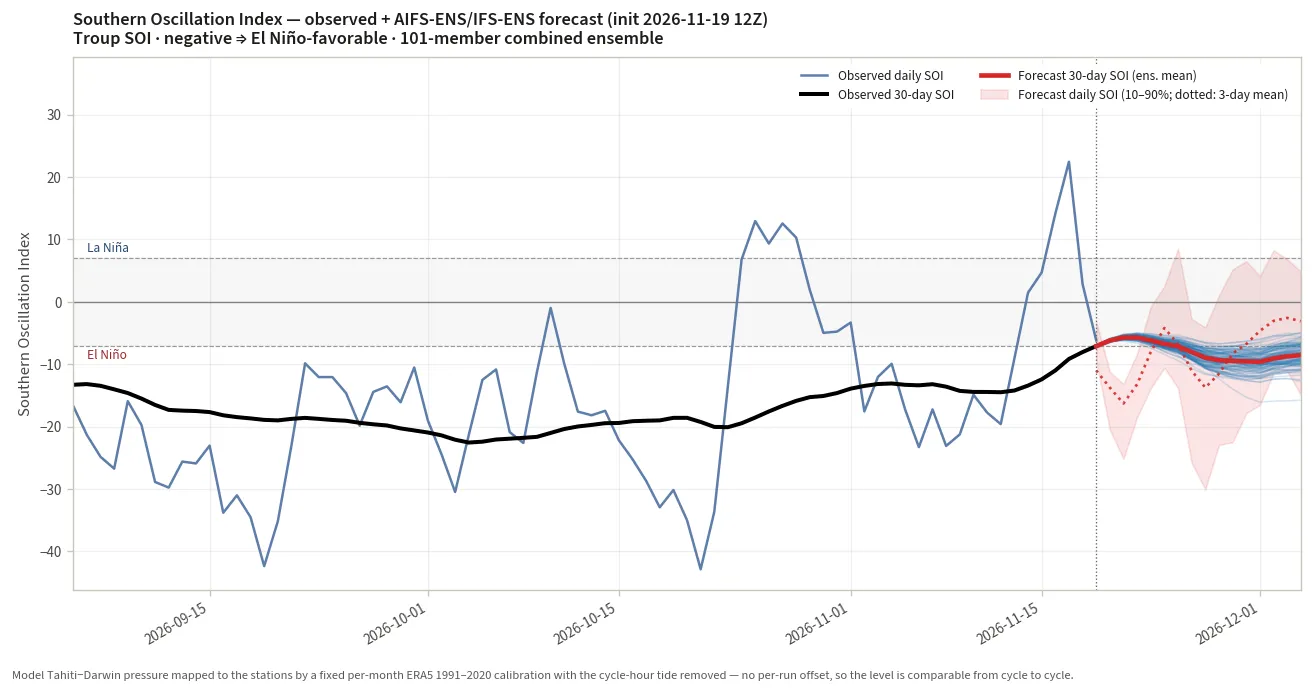 Southern Oscillation Index — observed + AIFS-ENS/IFS-ENS forecast (init 2026-11-19 12Z)
Troup SOI · negative ⇒ El Niño-favorable · 101-member combined ensemble
Observed daily SOI
Observed 30-day SOI
Forecast 30-day SOI (ens. mean)
Forecast daily SOI (10–90%; dotted: 3-day mean)
Southern Oscillation Index
30
20
10
0
−10
−20
−30
−40
La Niña
El Niño
2026-09-15
2026-10-01
2026-10-15
2026-11-01
2026-11-15
2026-12-01
Model Tahiti−Darwin pressure mapped to the stations by a fixed per-month ERA5 1991–2020 calibration with the cycle-hour tide removed — no per-run offset, so the level is comparable from cycle to cycle.